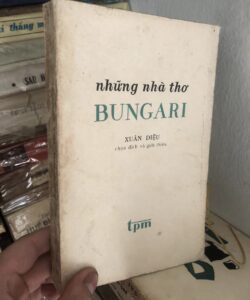 những nhà thơ
BUNGARI
XUÂN DIỆU
chọn dịch và giới thiệu
tpm